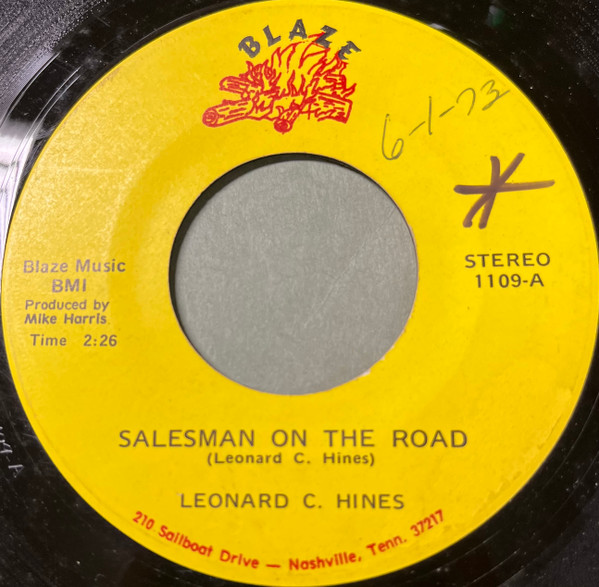 BLAZE
6-1-73
STEREO
1109-A
Blaze Music
BMI
Produced by
Mike Harris
Time 2:26
SALESMAN ON THE ROAD
(Leonard C. Hines)
LEONARD C. HINES
210 Sailboat Drive — Nashville, Tenn. 37217